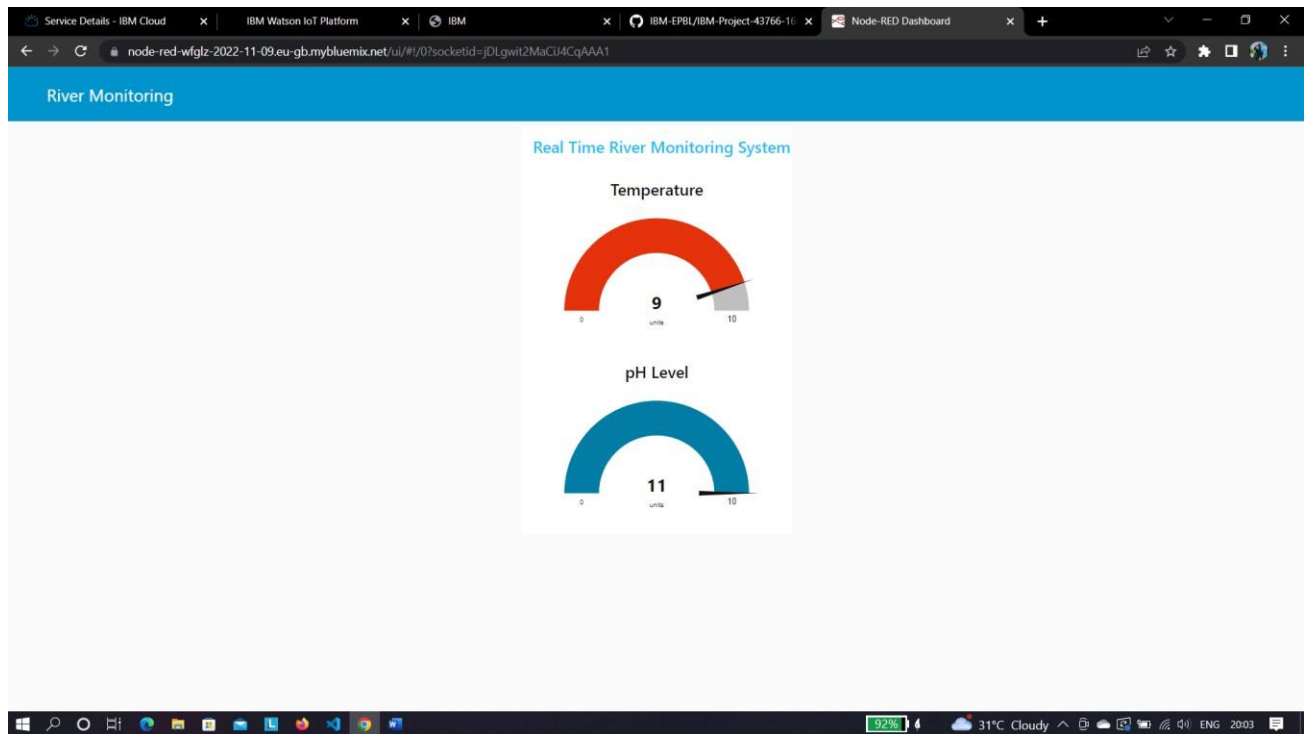 Service Details - IBM Cloud
IBM Watson IoT Platform
IBM
IBM-EPBL/IBM-Project-43766-16
Node-RED Dashboard
node-red-wfglz-2022-11-09.eu-gb.mybluemix.net/ui/#!/0?socketid=jDLgwit2MaCiJ4CqAAA1
River Monitoring
Real Time River Monitoring System
Temperature
9
units
0
10
pH Level
11
units
0
10
92%
31°C Cloudy
ENG
20:03